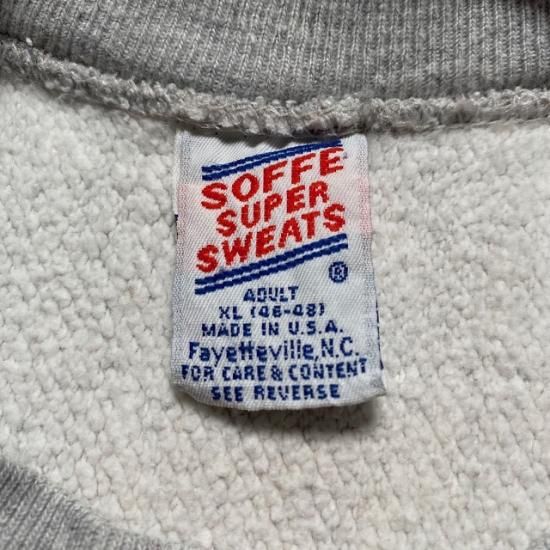 SOFFE
SUPER
SWEATS
®
ADULT
XL (46-48)
MADE IN U.S.A.
Fayetteville, N.C.
FOR CARE & CONTENT
SEE REVERSE